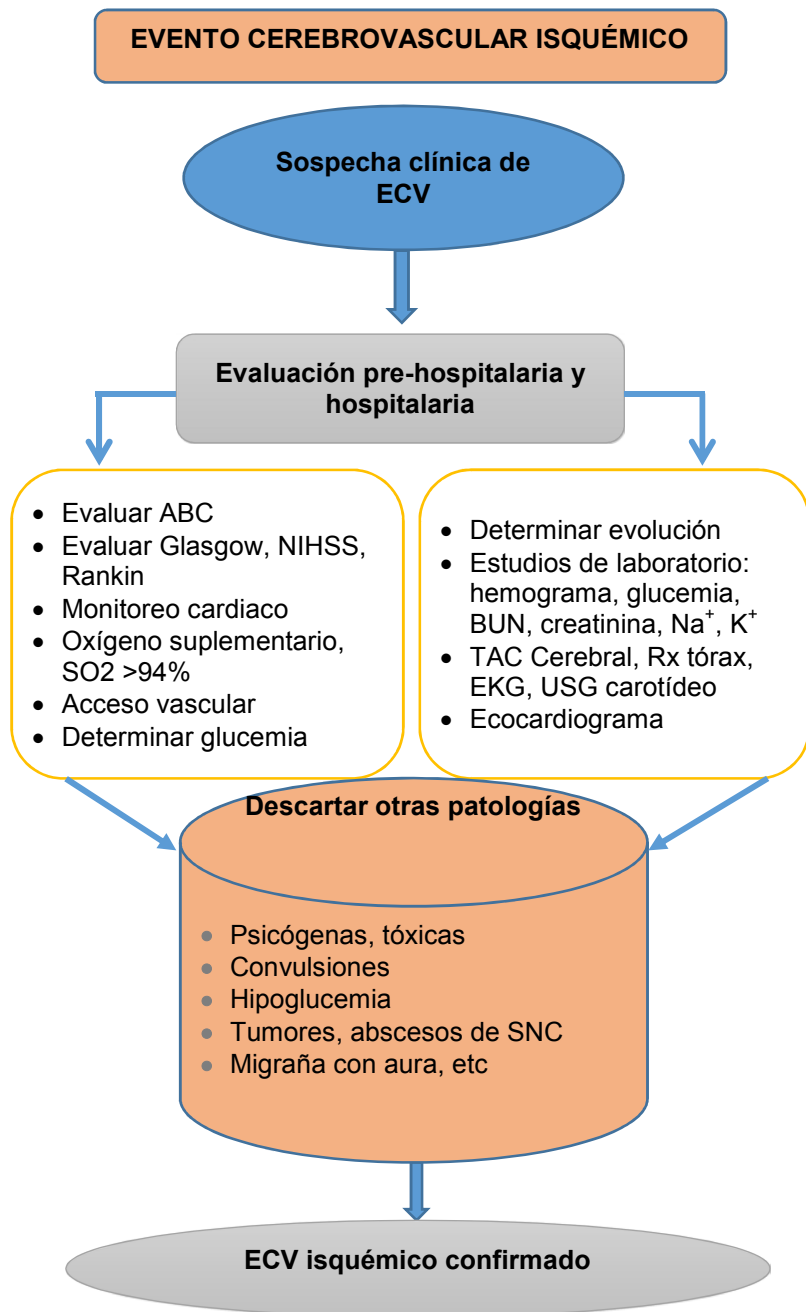 EVENTO CEREBROVASCULAR ISQUÉMICO
Sospecha clínica de
ECV
Evaluación pre-hospitalaria y
hospitalaria
• Evaluar ABC
• Evaluar Glasgow, NIHSS,
Rankin
• Monitoreo cardiaco
• Oxígeno suplementario,
SO2 >94%
• Acceso vascular
• Determinar glucemia
• Determinar evolución
• Estudios de laboratorio:
hemograma, glucemia,
BUN, creatinina, Na⁺, K⁺
• TAC Cerebral, Rx tórax,
EKG, USG carotídeo
• Ecocardiograma
Descartar otras patologías
• Psicógenas, tóxicas
• Convulsiones
• Hipoglucemia
• Tumores, abscesos de SNC
• Migraña con aura, etc
ECV isquémico confirmado